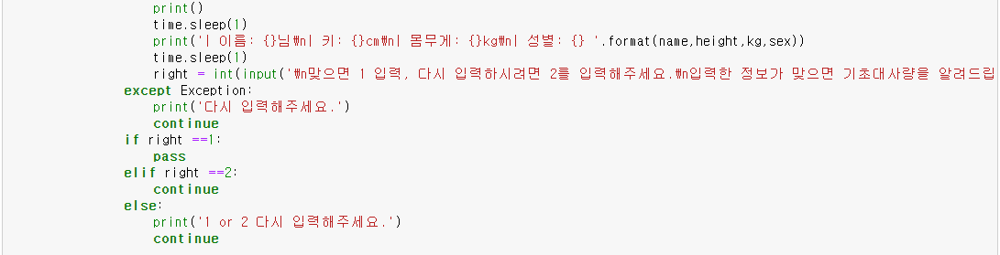 print()
time.sleep(1)
print('| 이름: {}님₩n| 키: {}cm₩n| 몸무게: {}kg₩n| 성별: {} '.format(name,height,kg,sex))
time.sleep(1)
right = int(input('₩n맞으면 1 입력, 다시 입력하시려면 2를 입력해주세요.₩n입력한 정보가 맞으면 기초대사량을 알려드립
except Exception:
print('다시 입력해주세요.')
continue
if right ==1:
pass
elif right ==2:
continue
else:
print('1 or 2 다시 입력해주세요.')
continue